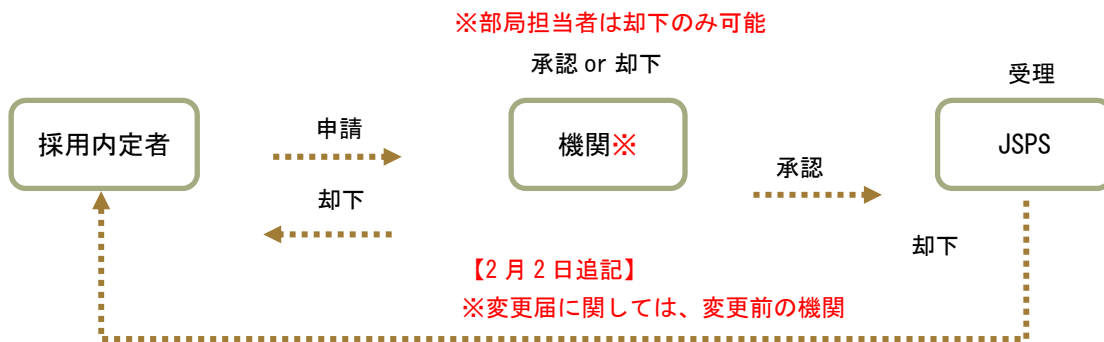 ※部局担当者は却下のみ可能
承認 or 却下
受理
採用内定者
申請
機関※
承認
JSPS
却下
却下
【2 月 2 日追記】
※変更届に関しては、変更前の機関